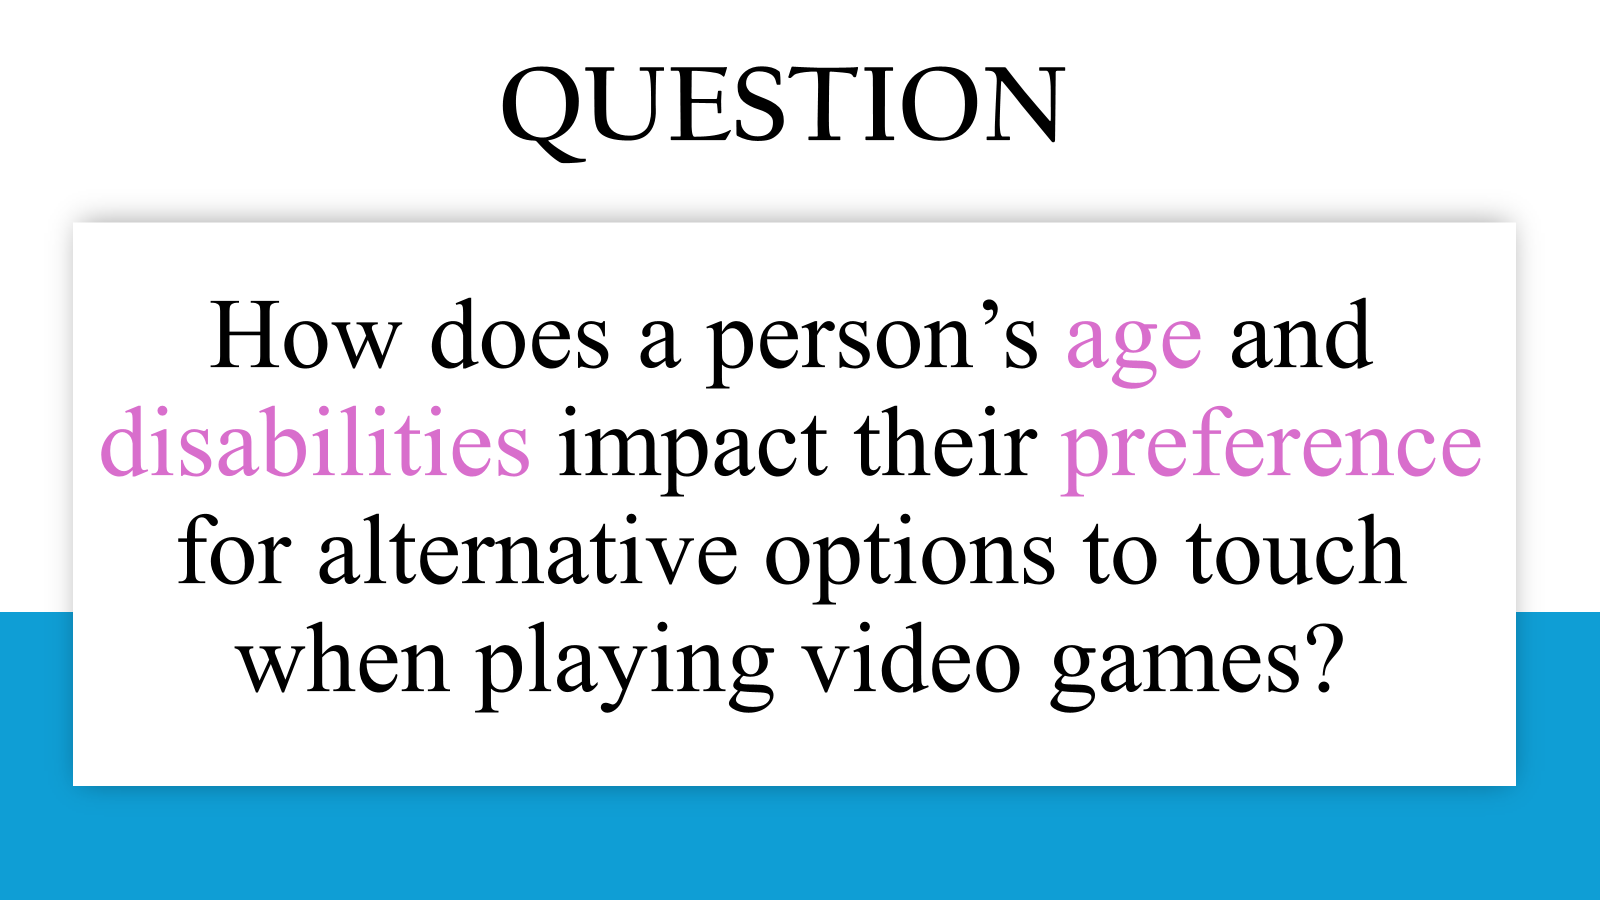 QUESTION
How does a person’s age and
disabilities impact their preference
for alternative options to touch
when playing video games?